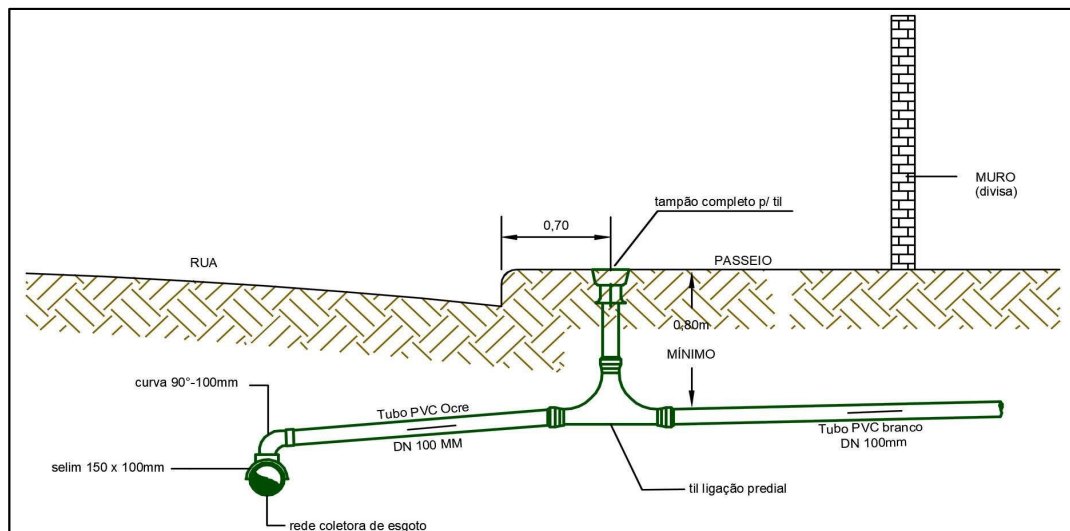 MURO
(divisa)
tampão completo p/ til
0,70
RUA
PASSEIO
0,80m
MÍNIMO
curva 90°-100mm
Tubo PVC Ocre
DN 100 MM
Tubo PVC branco
DN 100mm
selim 150 x 100mm
til ligação predial
rede coletora de esgoto